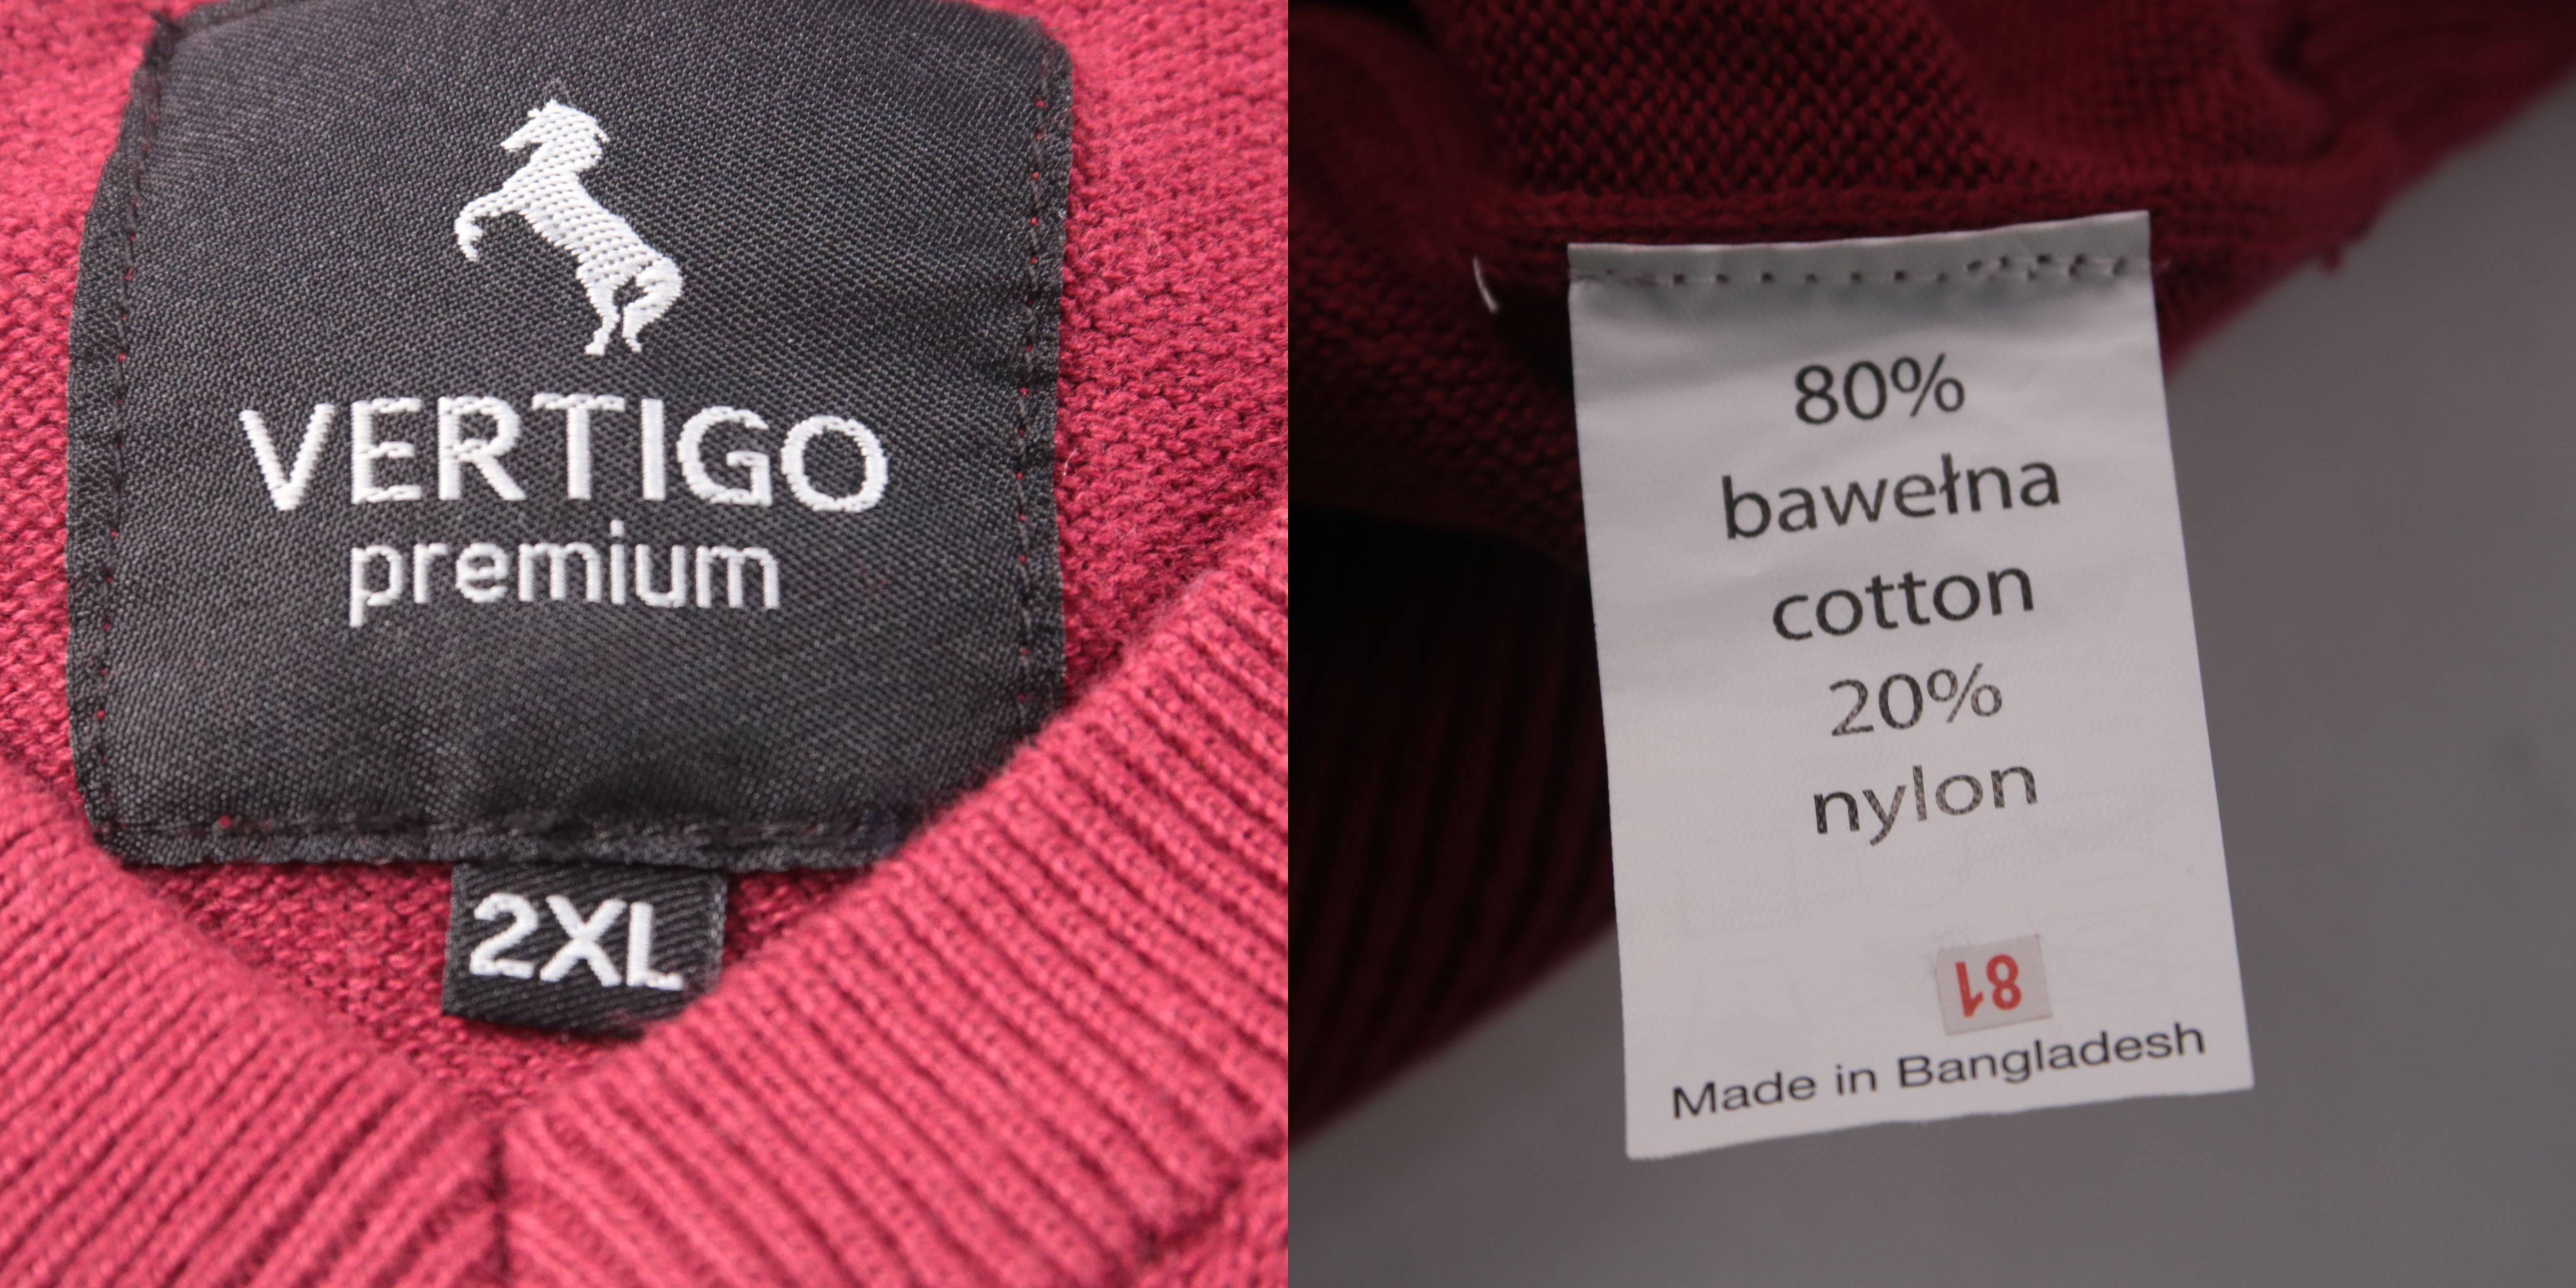 VERTIGO
premium
2XL
80%
bawełna
cotton
20%
nylon
81
Made in Bangladesh